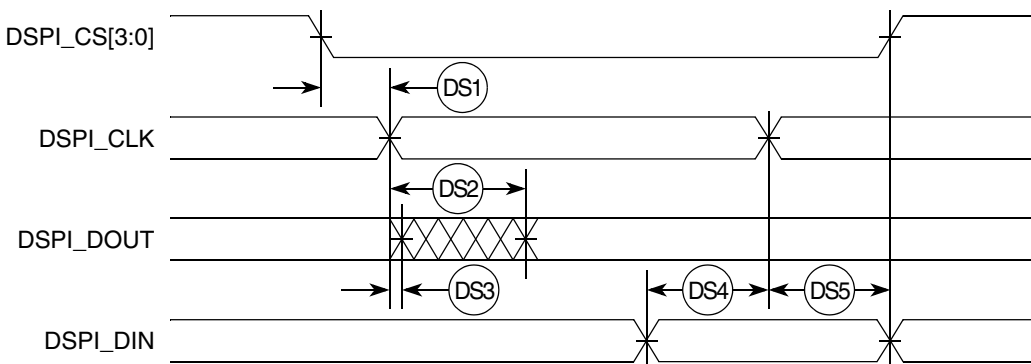 DSPI_CS[3:0]
DS1
DSPI_CLK
DS2
DSPI_DOUT
DS3
DS4
DS5
DSPI_DIN